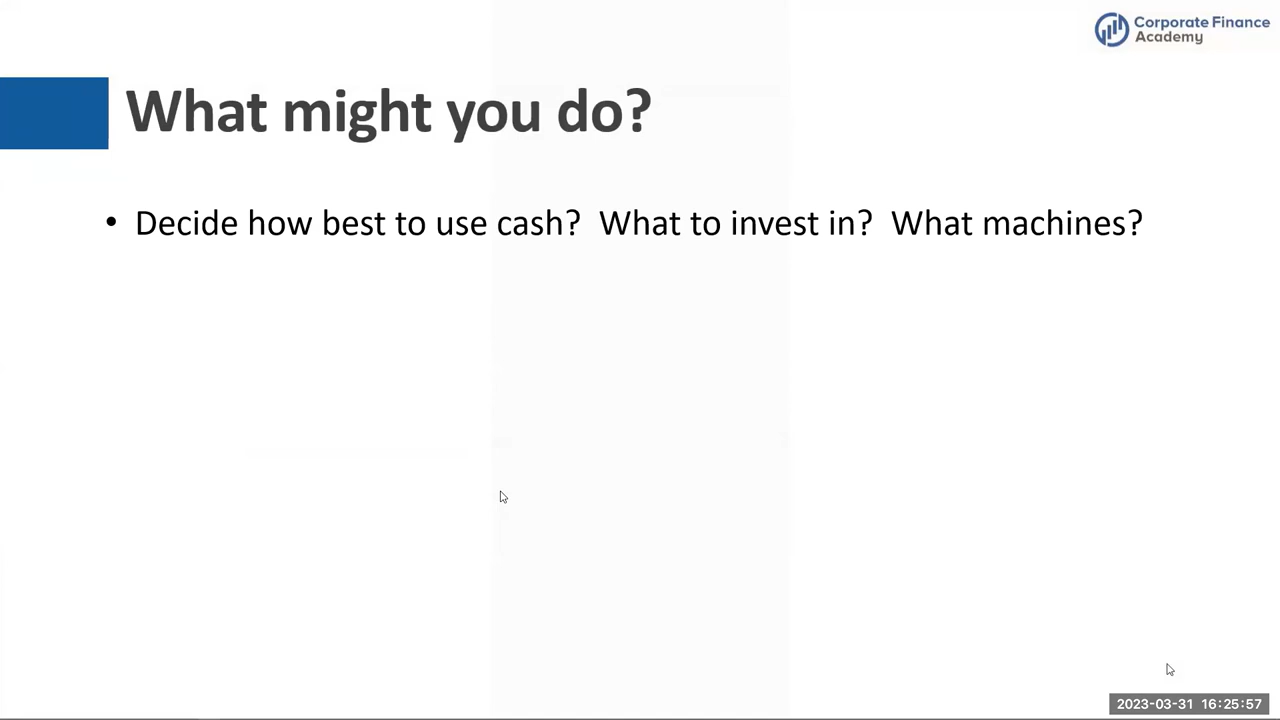 Corporate Finance
Academy
What might you do?
• Decide how best to use cash?  What to invest in?  What machines?
2023-03-31 16:25:57